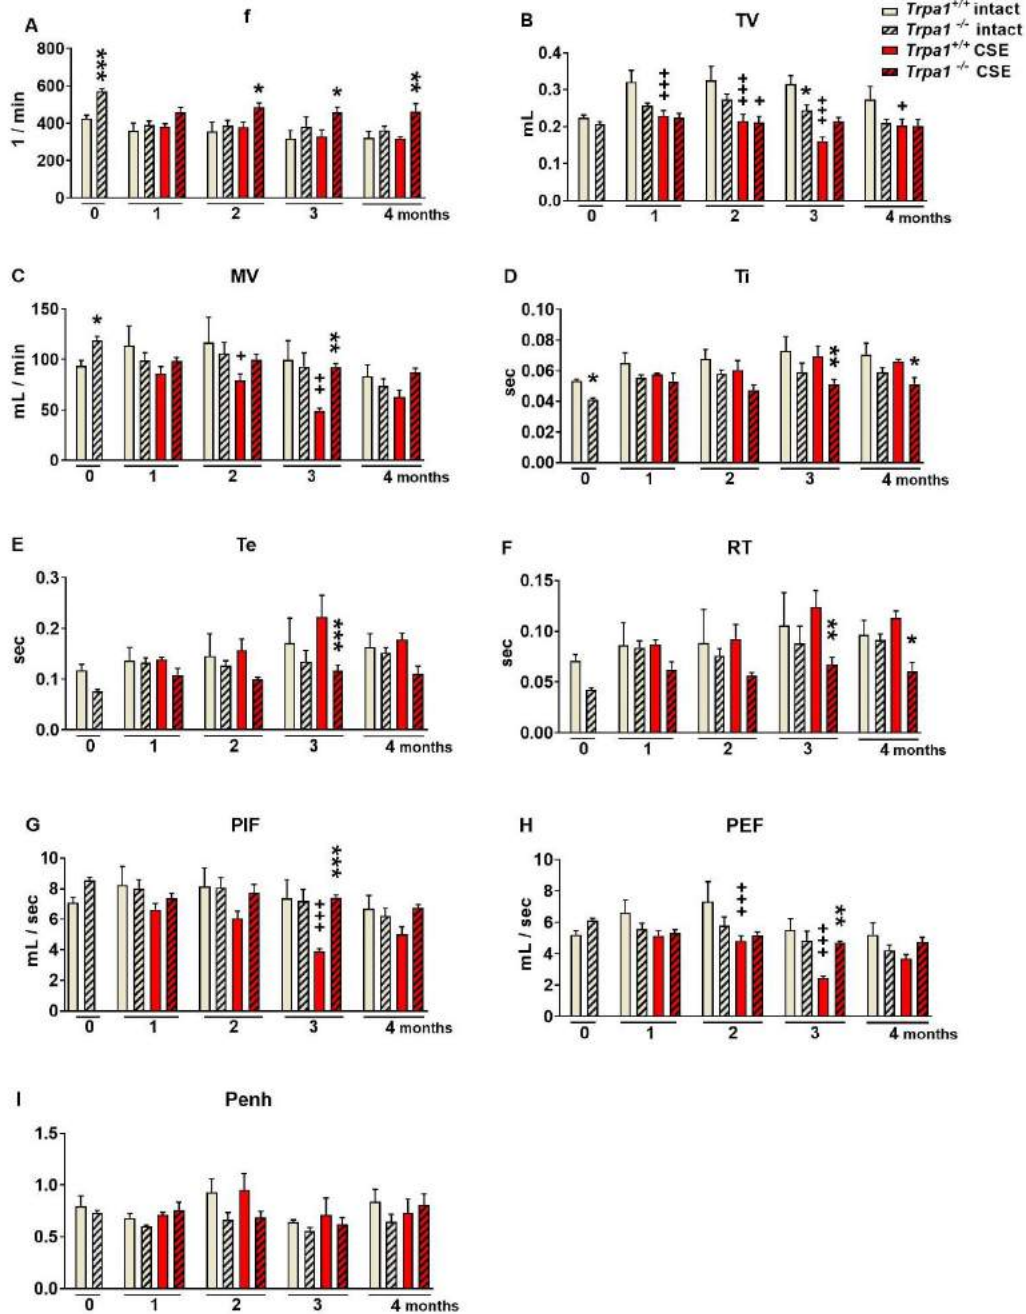 A
f
1 / min
800
600
400
200
0
***
*
*
**
0 1 2 3 4 months
B
TV
mL
0.4
0.3
0.2
0.1
0.0
+++
+++
+
*
+++
+
0 1 2 3 4 months
Trpa1+/+ intact
Trpa1 -/- intact
Trpa1+/+ CSE
Trpa1 -/- CSE
C
MV
mL / min
150
100
50
0
*
+
++
**
0 1 2 3 4 months
D
Ti
sec
0.10
0.08
0.06
0.04
0.02
0.00
*
**
*
0 1 2 3 4 months
E
Te
sec
0.3
0.2
0.1
0.0
***
0 1 2 3 4 months
F
RT
sec
0.15
0.10
0.05
0.00
**
*
0 1 2 3 4 months
G
PIF
mL / sec
10
8
6
4
2
0
+++
***
0 1 2 3 4 months
H
PEF
mL / sec
10
8
6
4
2
0
+++
+++
**
0 1 2 3 4 months
I
Penh
1.5
1.0
0.5
0.0
0 1 2 3 4 months